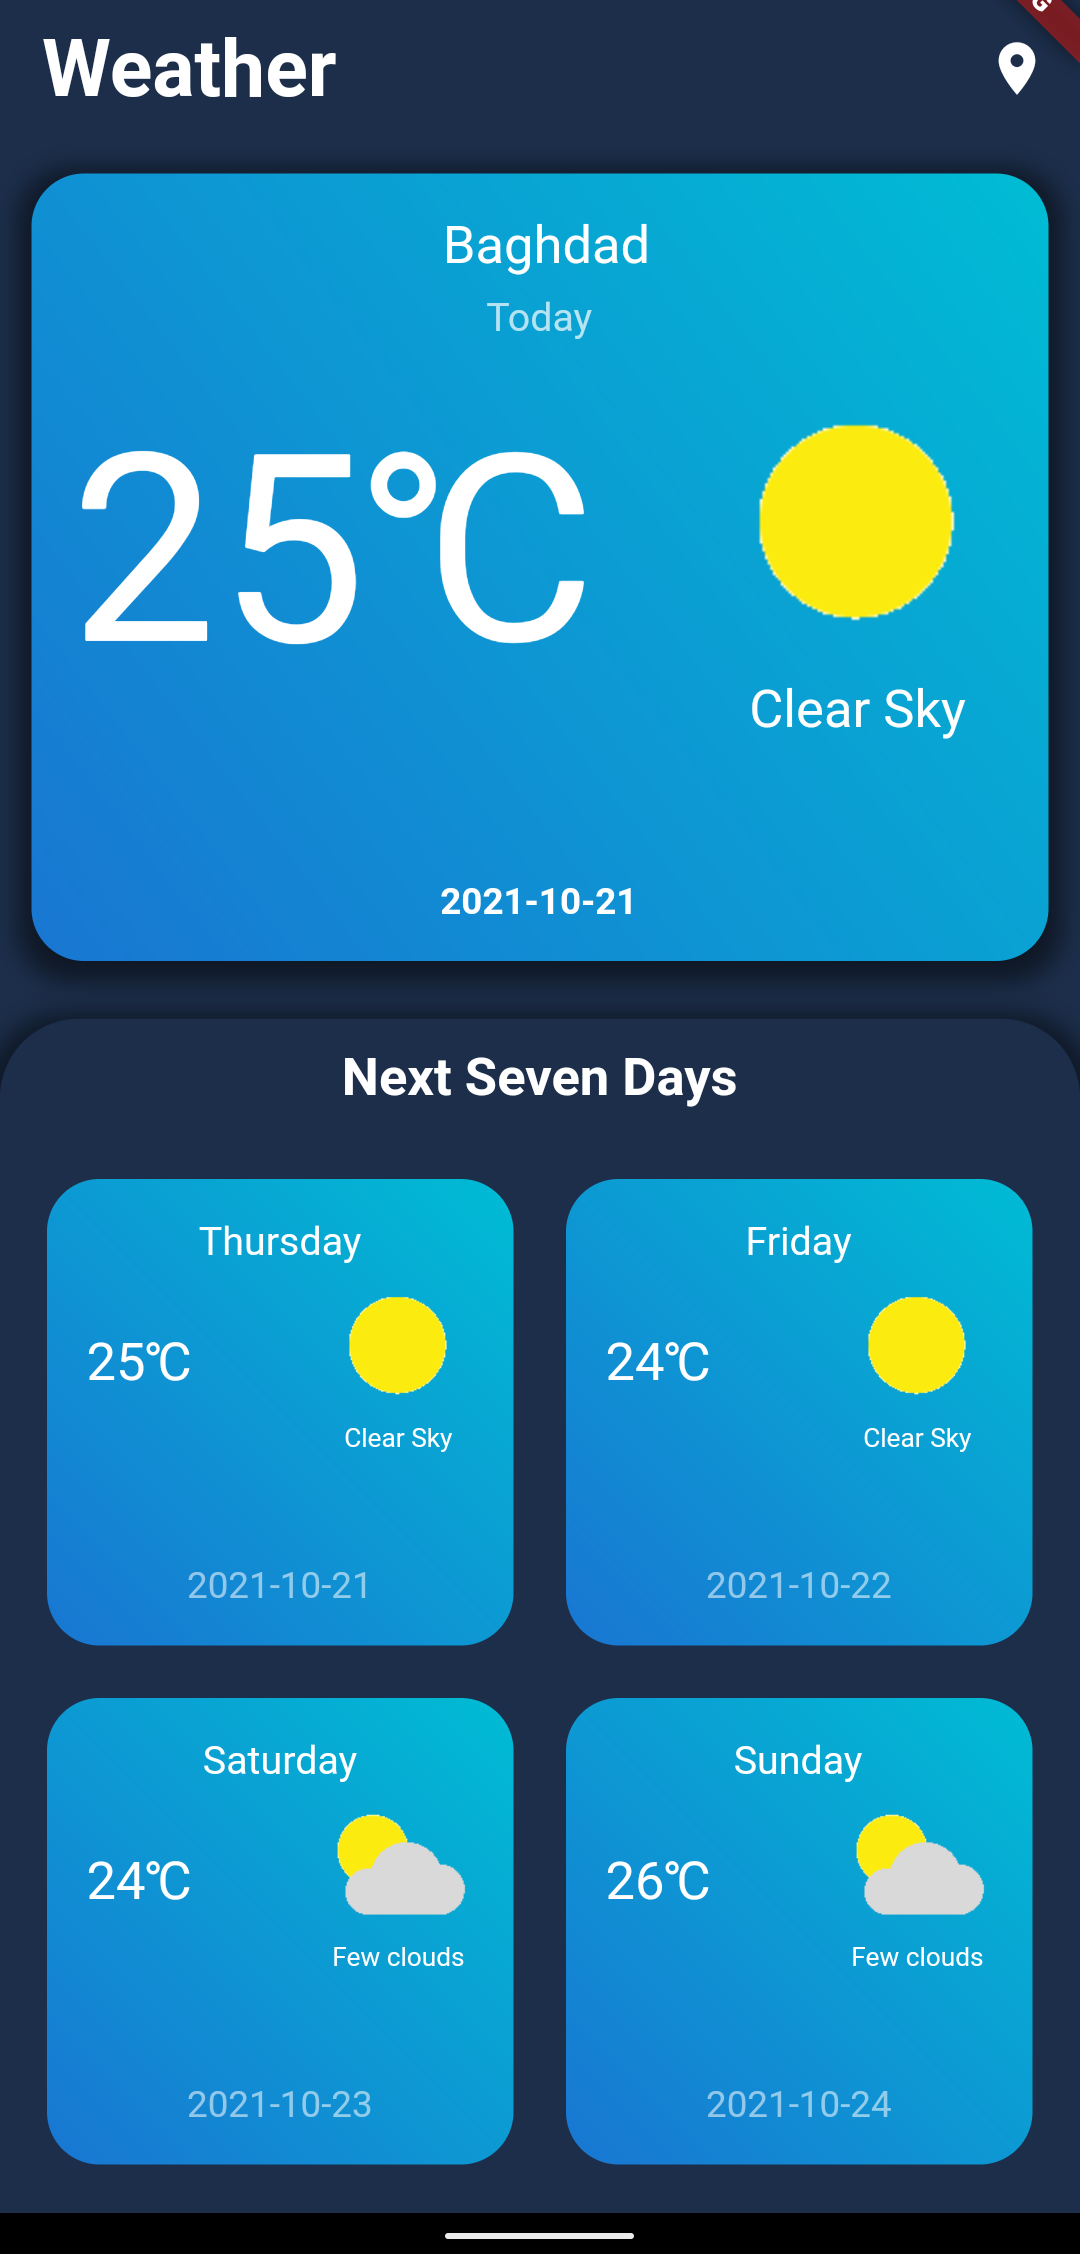 Weather
Baghdad
Today
25℃
Clear Sky
2021-10-21
Next Seven Days
Thursday
25℃
Clear Sky
2021-10-21
Friday
24℃
Clear Sky
2021-10-22
Saturday
24℃
Few clouds
2021-10-23
Sunday
26℃
Few clouds
2021-10-24